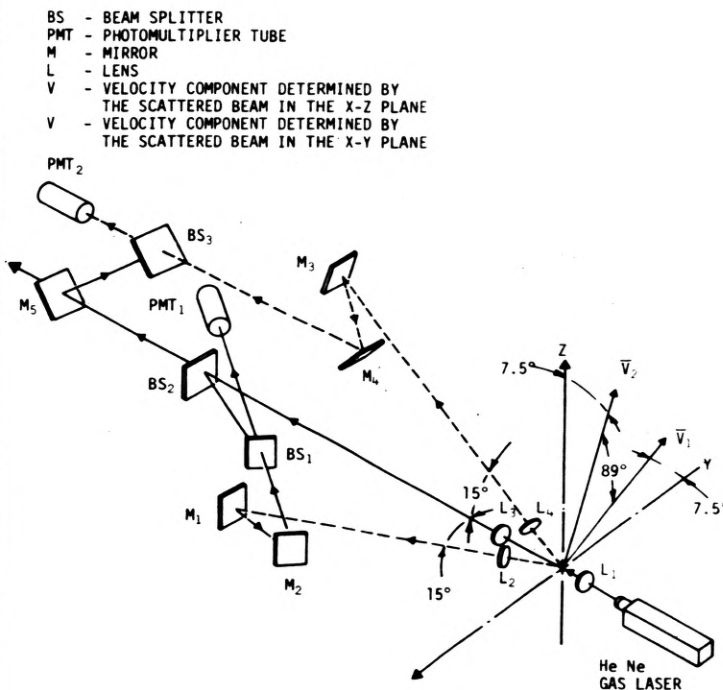 BS - BEAM SPLITTER
PMT - PHOTOMULTIPLIER TUBE
M - MIRROR
L - LENS
V - VELOCITY COMPONENT DETERMINED BY
THE SCATTERED BEAM IN THE X-Z PLANE
V - VELOCITY COMPONENT DETERMINED BY
THE SCATTERED BEAM IN THE X-Y PLANE
PMT₂
BS₃
M₃
M₅
PMT₁
Z
7.5°
V̅₂
BS₂
M₄
V̅₁
Y
BS₁
89°
15°
L₃
L₄
7.5°
M₁
M₂
L₂
L₁
15°
He Ne
GAS LASER